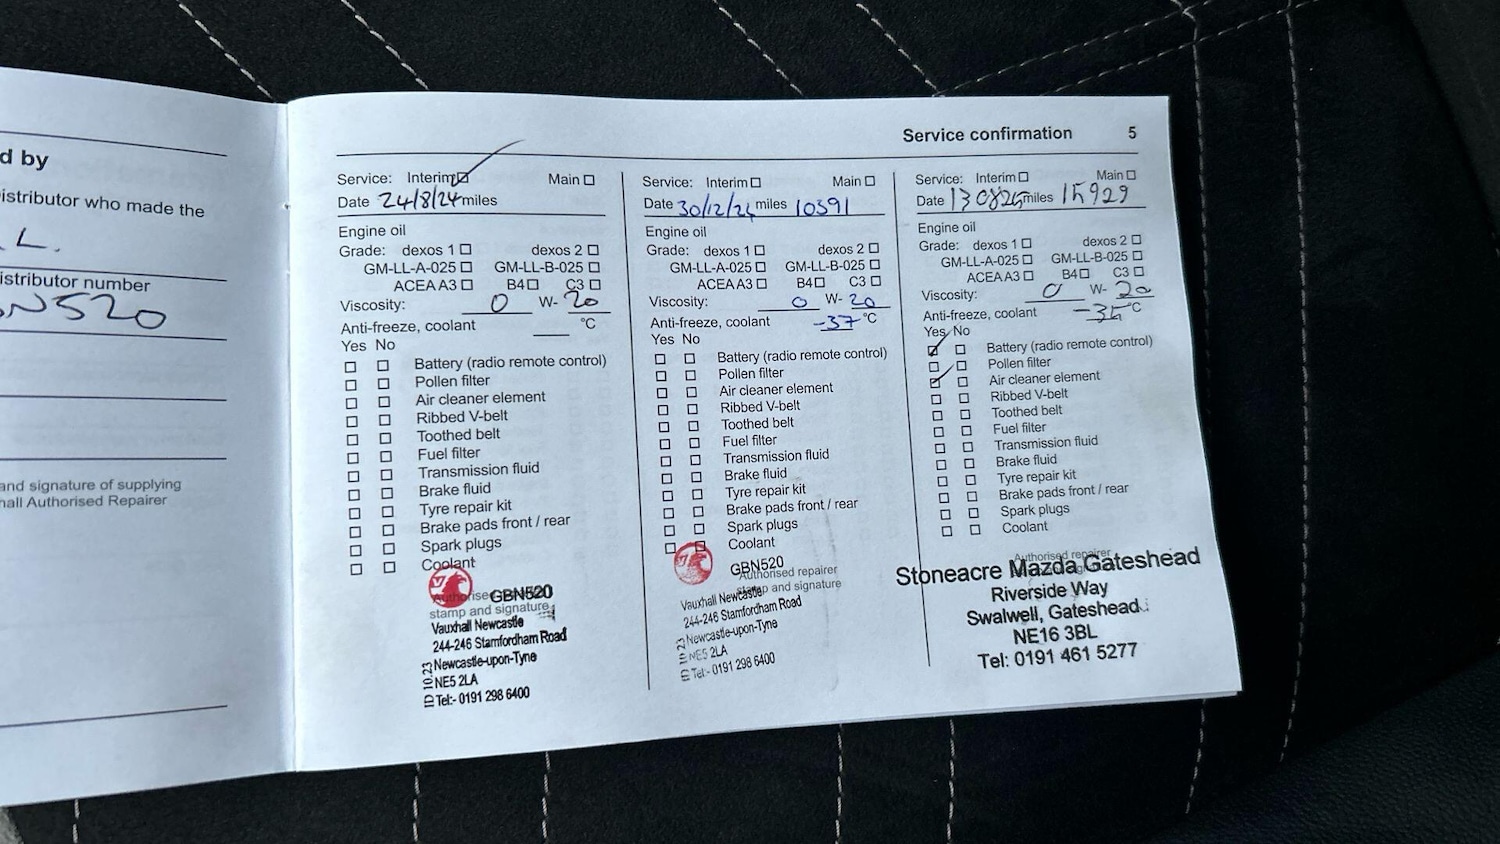 d by
istributor who made the
.L.
istributor number
N520
and signature of supplying
hall Authorised Repairer
Service confirmation 5
Service: Interim Main
Date 24/8/24 miles
Engine oil
Grade: dexos 1 dexos 2
GM-LL-A-025 GM-LL-B-025
ACEA A3 B4 C3
Viscosity: 0 W- 20
Anti-freeze, coolant °C
Yes No
Battery (radio remote control)
Pollen filter
Air cleaner element
Ribbed V-belt
Toothed belt
Fuel filter
Transmission fluid
Brake fluid
Tyre repair kit
Brake pads front / rear
Spark plugs
Coolant
GBN520
stamp and signature
Vauxhall Newcastle
244-246 Stamfordham Road
Newcastle-upon-Tyne
NE5 2LA
Tel:- 0191 298 6400
ID 10.23
Service: Interim Main
Date 30/12/24 miles 10391
Engine oil
Grade: dexos 1 dexos 2
GM-LL-A-025 GM-LL-B-025
ACEA A3 B4 C3
Viscosity: 0 W- 20
Anti-freeze, coolant -37 °C
Yes No
Battery (radio remote control)
Pollen filter
Air cleaner element
Ribbed V-belt
Toothed belt
Fuel filter
Transmission fluid
Brake fluid
Tyre repair kit
Brake pads front / rear
Spark plugs
Coolant
GBN520
Authorised repairer
stamp and signature
Vauxhall Newcastle
244-246 Stamfordham Road
Newcastle-upon-Tyne
NE5 2LA
Tel:- 0191 298 6400
ID 10.23
Service: Interim Main
Date 130825 miles 15929
Engine oil
Grade: dexos 1 dexos 2
GM-LL-A-025 GM-LL-B-025
ACEA A3 B4 C3
Viscosity: 0 W- 20
Anti-freeze, coolant °C
Yes No
Battery (radio remote control)
Pollen filter
Air cleaner element
Ribbed V-belt
Toothed belt
Fuel filter
Transmission fluid
Brake fluid
Tyre repair kit
Brake pads front / rear
Spark plugs
Coolant
Authorised repairer
Stoneacre Mazda Gateshead
Riverside Way
Swalwell, Gateshead
NE16 3BL
Tel: 0191 461 5277